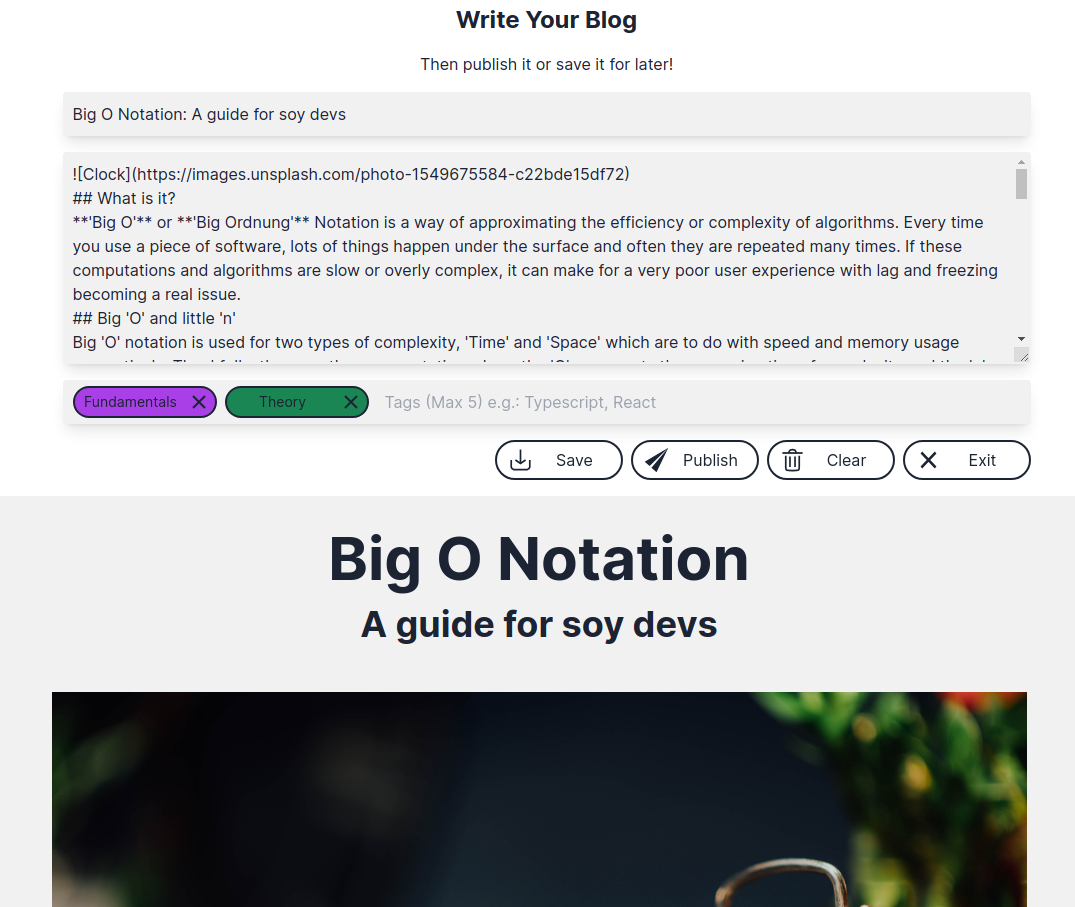 Write Your Blog
Then publish it or save it for later!
Big O Notation: A guide for soy devs
![Clock](https://images.unsplash.com/photo-1549675584-c22bde15df72)
## What is it?
**'Big O'** or **'Big Ordnung'** Notation is a way of approximating the efficiency or complexity of algorithms. Every time
you use a piece of software, lots of things happen under the surface and often they are repeated many times. If these
computations and algorithms are slow or overly complex, it can make for a very poor user experience with lag and freezing
becoming a real issue.
## Big 'O' and little 'n'
Big 'O' notation is used for two types of complexity, 'Time' and 'Space' which are to do with speed and memory usage
Fundamentals Theory Tags (Max 5) e.g.: Typescript, React
Save Publish Clear Exit
Big O Notation
A guide for soy devs